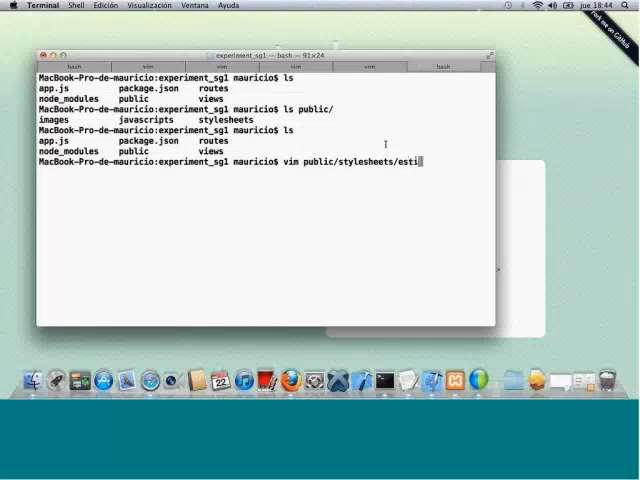 Terminal Shell Edición Visualización Ventana Ayuda
jue 18:44
Fork me on GitHub
experiment_sg1 — bash — 91×24
bash vim vim vim vim bash
MacBook-Pro-de-mauricio:experiment_sg1 mauricio$ ls
app.js package.json routes
node_modules public views
MacBook-Pro-de-mauricio:experiment_sg1 mauricio$ ls public/
images javascripts stylesheets
MacBook-Pro-de-mauricio:experiment_sg1 mauricio$ ls
app.js package.json routes
node_modules public views
MacBook-Pro-de-mauricio:experiment_sg1 mauricio$ vim public/stylesheets/esti
>
22